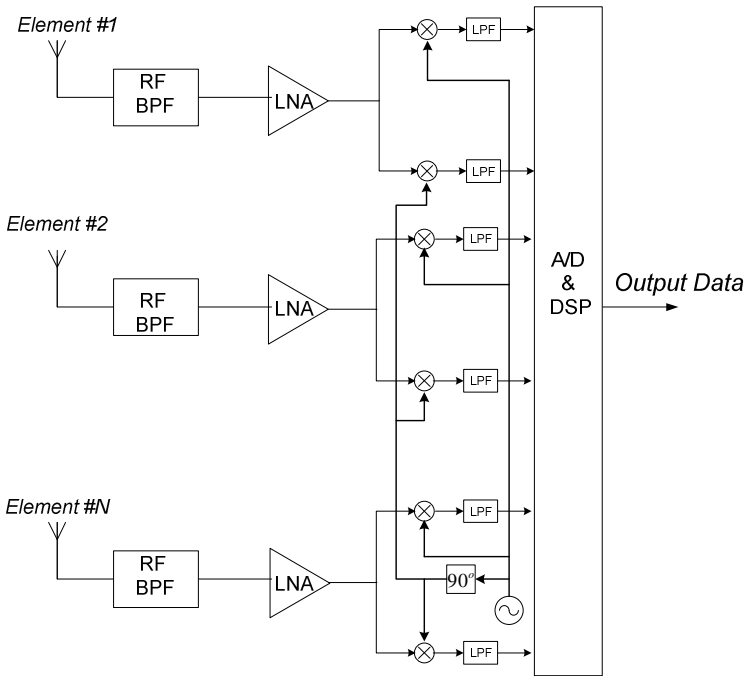 Element #1
RF
BPF
LNA
LPF
LPF
Element #2
RF
BPF
LNA
LPF
LPF
A/D
&
DSP
Output Data
Element #N
RF
BPF
LNA
LPF
90°
LPF